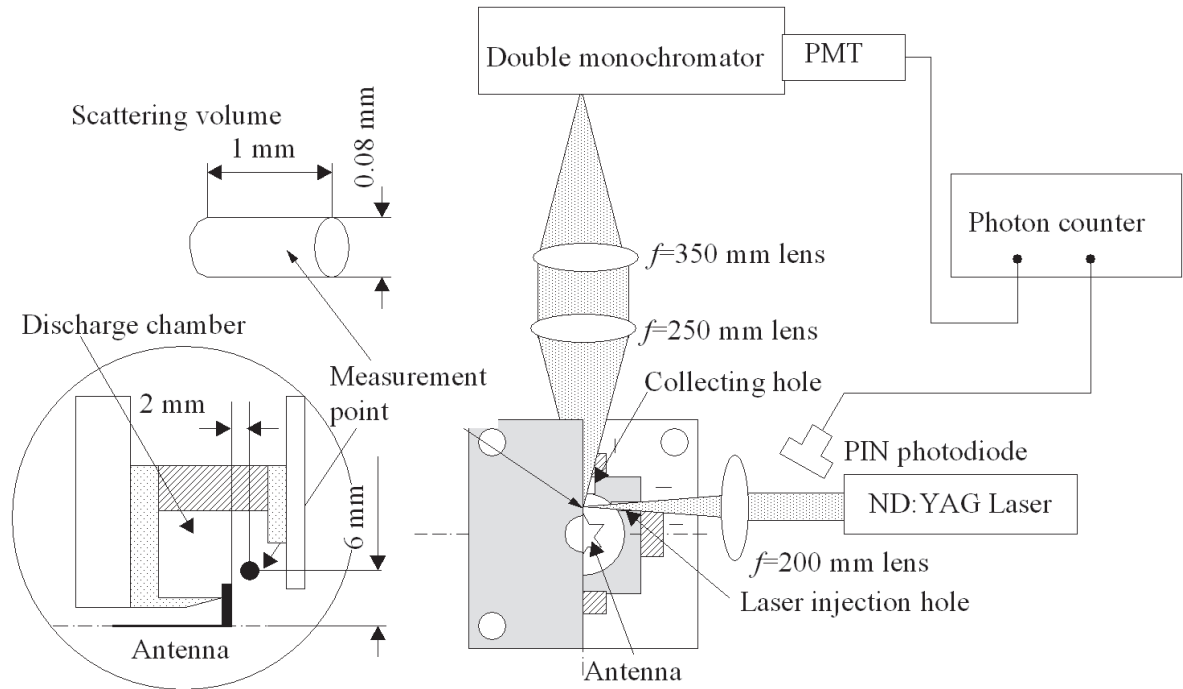 Double monochromator
PMT
Scattering volume
1 mm
0.08 mm
Photon counter
f=350 mm lens
f=250 mm lens
Discharge chamber
Measurement
point
2 mm
6 mm
Collecting hole
PIN photodiode
ND:YAG Laser
f=200 mm lens
Laser injection hole
Antenna
Antenna